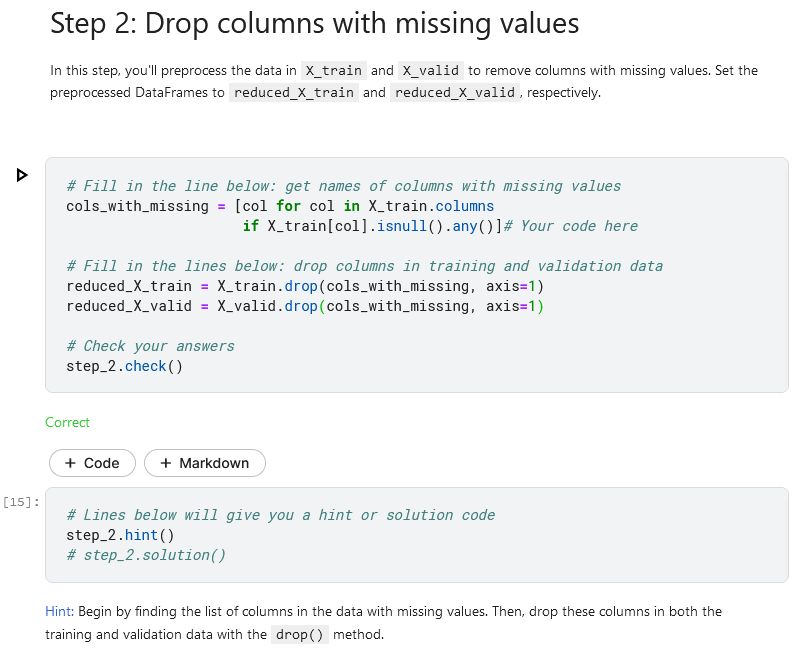 Step 2: Drop columns with missing values
In this step, you'll preprocess the data in X_train and X_valid to remove columns with missing values. Set the
preprocessed DataFrames to reduced_X_train and reduced_X_valid , respectively.
# Fill in the line below: get names of columns with missing values
cols_with_missing = [col for col in X_train.columns
if X_train[col].isnull().any()]# Your code here
# Fill in the lines below: drop columns in training and validation data
reduced_X_train = X_train.drop(cols_with_missing, axis=1)
reduced_X_valid = X_valid.drop(cols_with_missing, axis=1)
# Check your answers
step_2.check()
Correct
+ Code + Markdown
[15]:
# Lines below will give you a hint or solution code
step_2.hint()
# step_2.solution()
Hint: Begin by finding the list of columns in the data with missing values. Then, drop these columns in both the
training and validation data with the drop() method.